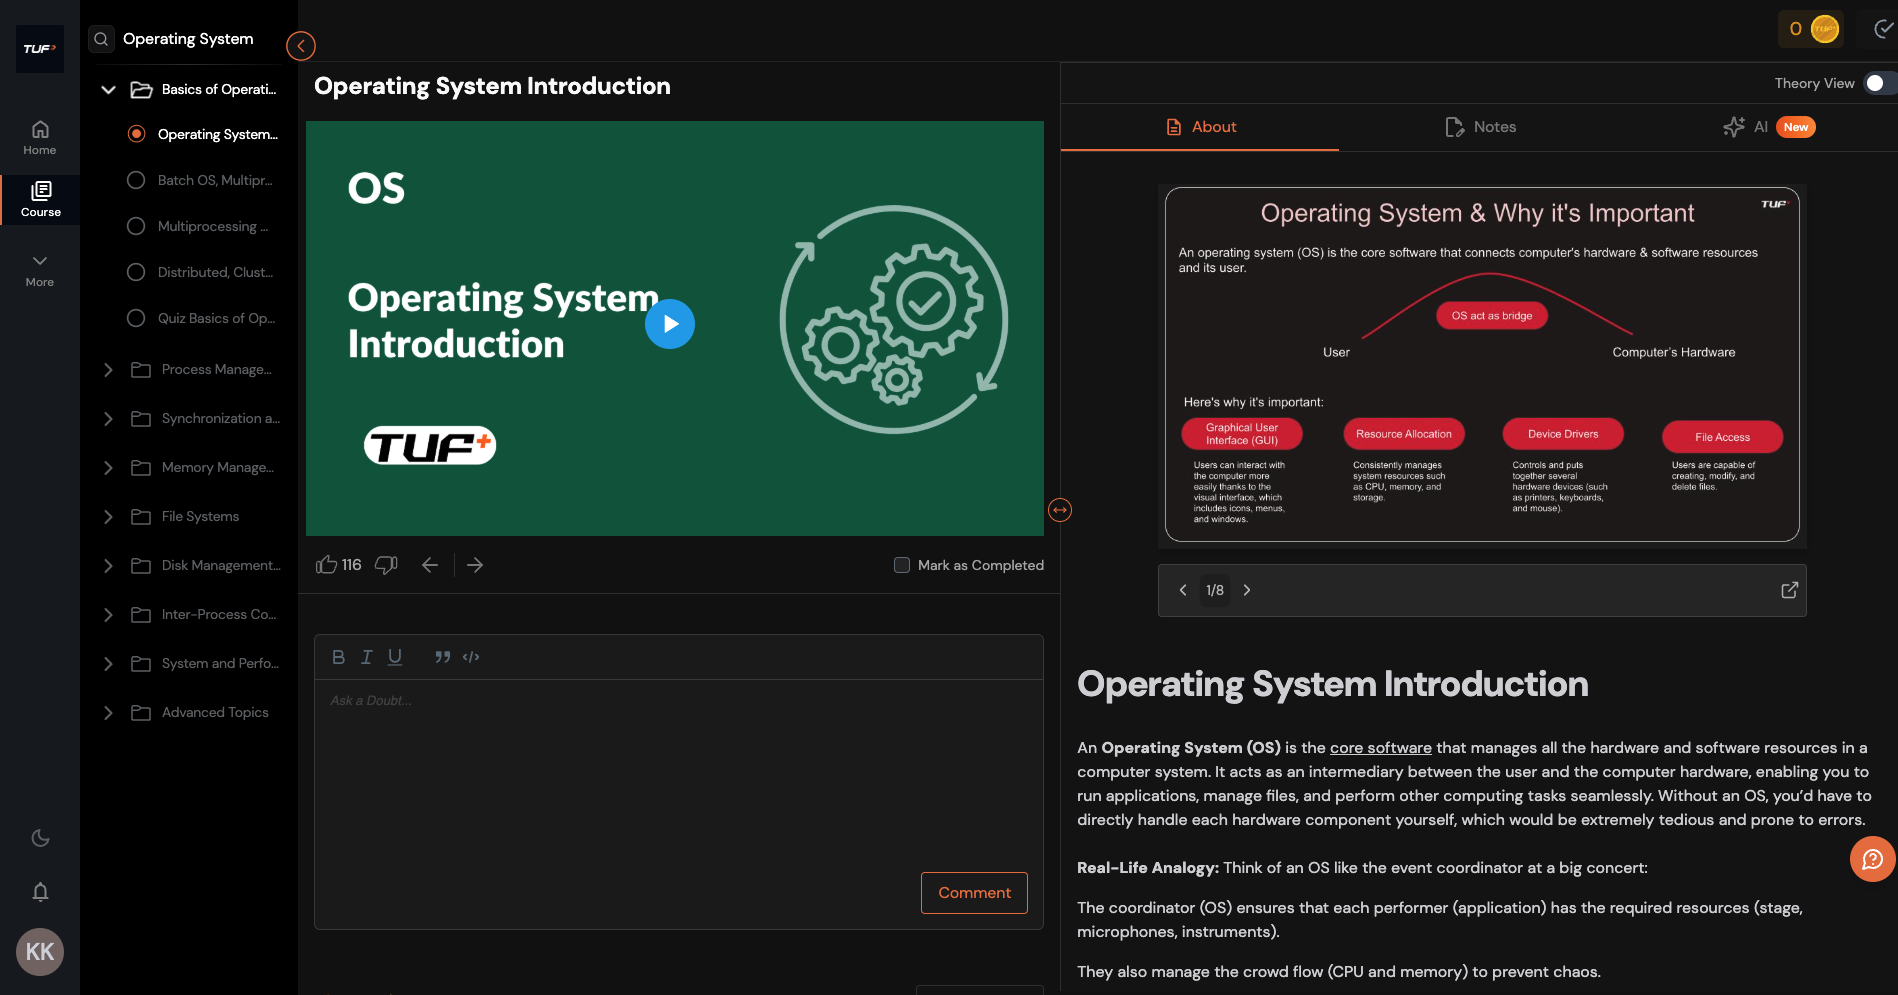 TUF+
Home
Course
More
KK
Operating System
Basics of Operati...
Operating System...
Batch OS, Multipr...
Multiprocessing ...
Distributed, Clust...
Quiz Basics of Op...
Process Manage...
Synchronization a...
Memory Manage...
File Systems
Disk Management...
Inter-Process Co...
System and Perfo...
Advanced Topics
Operating System Introduction
OS
Operating System
Introduction
TUF+
116
Mark as Completed
B I U
Ask a Doubt...
Comment
0
Theory View
About
Notes
AI New
Operating System & Why it's Important
TUF+
An operating system (OS) is the core software that connects computer's hardware & software resources
and its user.
OS act as bridge
User
Computer's Hardware
Here's why it's important:
Graphical User
Interface (GUI)
Users can interact with
the computer more
easily thanks to the
visual interface, which
includes icons, menus,
and windows.
Resource Allocation
Consistently manages
system resources such
as CPU, memory, and
storage.
Device Drivers
Controls and puts
together several
hardware devices (such
as printers, keyboards,
and mouse).
File Access
Users are capable of
creating, modify, and
delete files.
1/8
Operating System Introduction
An Operating System (OS) is the core software that manages all the hardware and software resources in a
computer system. It acts as an intermediary between the user and the computer hardware, enabling you to
run applications, manage files, and perform other computing tasks seamlessly. Without an OS, you’d have to
directly handle each hardware component yourself, which would be extremely tedious and prone to errors.
Real-Life Analogy: Think of an OS like the event coordinator at a big concert:
The coordinator (OS) ensures that each performer (application) has the required resources (stage,
microphones, instruments).
They also manage the crowd flow (CPU and memory) to prevent chaos.